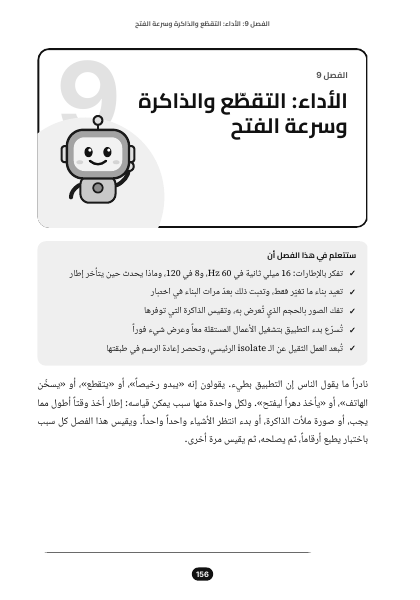 الفصل 9: الأداء: التقطّع والذاكرة وسرعة الفتح
9
الفصل 9
الأداء: التقطّع والذاكرة
وسرعة الفتح
ستتعلم في هذا الفصل أن
✔ تفكر بالإطارات: 16 ميلي ثانية في 60 Hz، و8 في 120، وماذا يحدث حين يتأخر إطار
✔ تعيد بناء ما تغيّر فقط، وتثبت ذلك بعدّ مرات البناء في اختبار
✔ تفك الصور بالحجم الذي تُعرض به، وتقيس الذاكرة التي توفرها
✔ تُسرّع بدء التطبيق بتشغيل الأعمال المستقلة معاً وعرض شيء فوراً
✔ تُبعد العمل الثقيل عن الـ isolate الرئيسي، وتحصر إعادة الرسم في طبقتها
نادراً ما يقول الناس إن التطبيق بطيء. يقولون إنه «يبدو رخيصاً»، أو «يتقطع»، أو «يسخّن
الهاتف»، أو «يأخذ دهراً ليفتح». ولكل واحدة منها سبب يمكن قياسه: إطار أخذ وقتاً أطول مما
يجب، أو صورة ملأت الذاكرة، أو بدء انتظر الأشياء واحداً واحداً. ويقيس هذا الفصل كل سبب
باختبار يطبع أرقاماً، ثم يصلحه، ثم يقيس مرة أخرى.
156